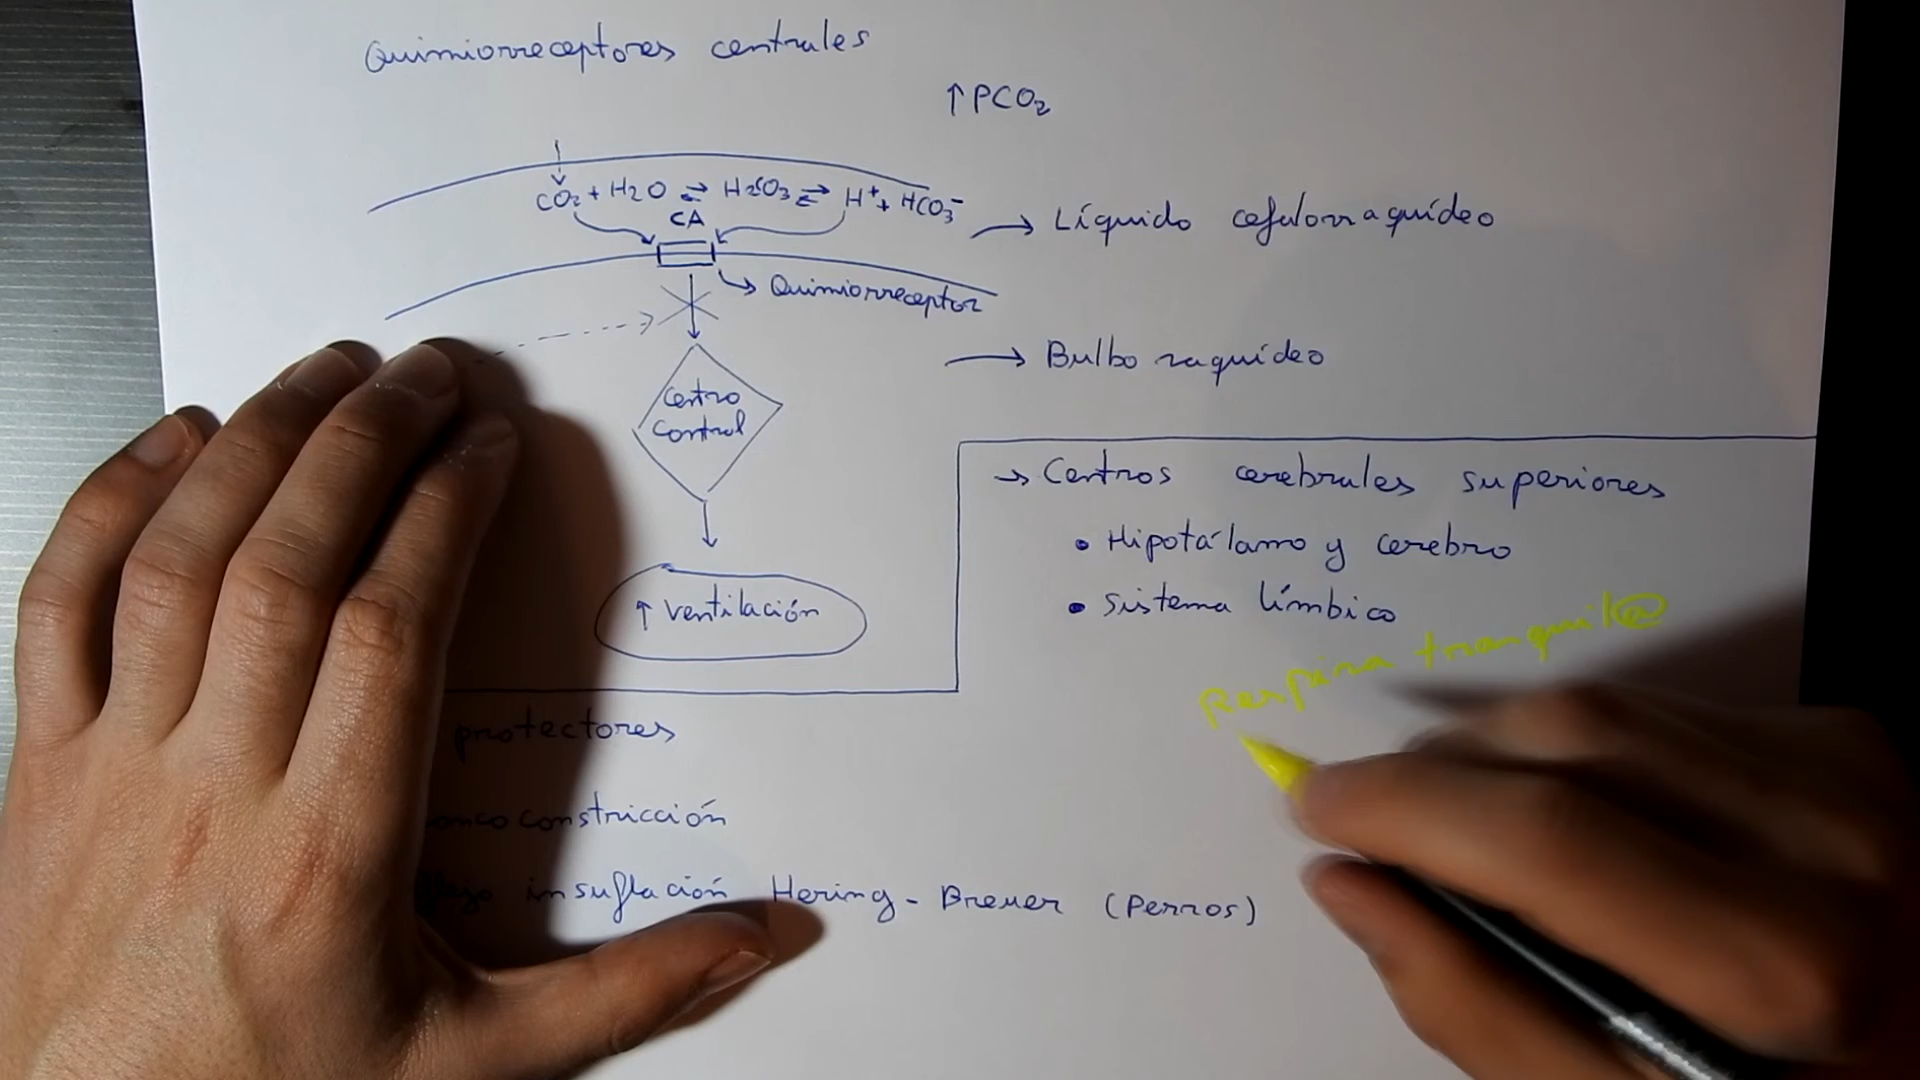 Quimiorreceptores centrales
↑ PCO₂
CO₂ + H₂O ⇄ H₂CO₃ ⇄ H⁺ + HCO₃⁻
CA
→ Líquido cefalorraquídeo
→ Quimiorreceptor
→ Bulbo raquídeo
Centro
Control
↑ ventilación
→ Centros cerebrales superiores
• Hipotálamo y cerebro
• Sistema límbico
Respira tranquil@
protectores
constricción
insuflación Hering - Breuer (Perros)